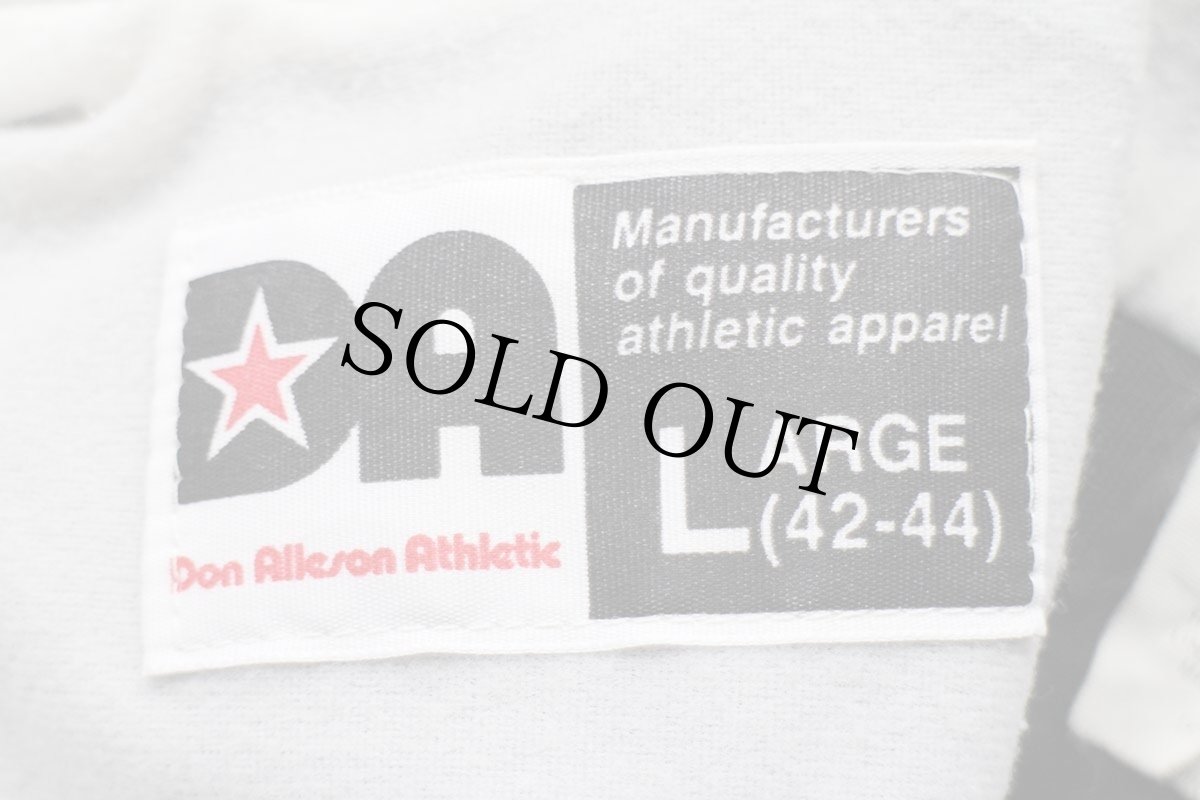 DA
Don Alleson Athletic
Manufacturers
of quality
athletic apparel
LARGE
(42-44)
SOLD OUT